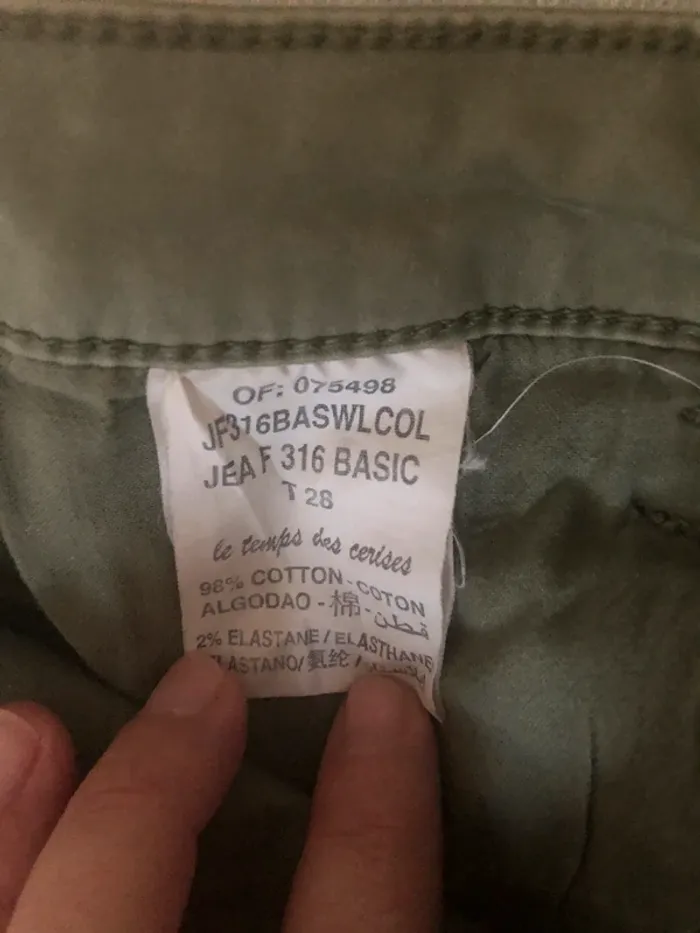 OF: 075498
JF316BASWLCOL
JEA F 316 BASIC
T 28
le temps des cerises
98% COTTON-COTON
ALGODAO - 棉 - قطن
2% ELASTANE / ELASTHANE
ELASTANO/ 氨纶 /